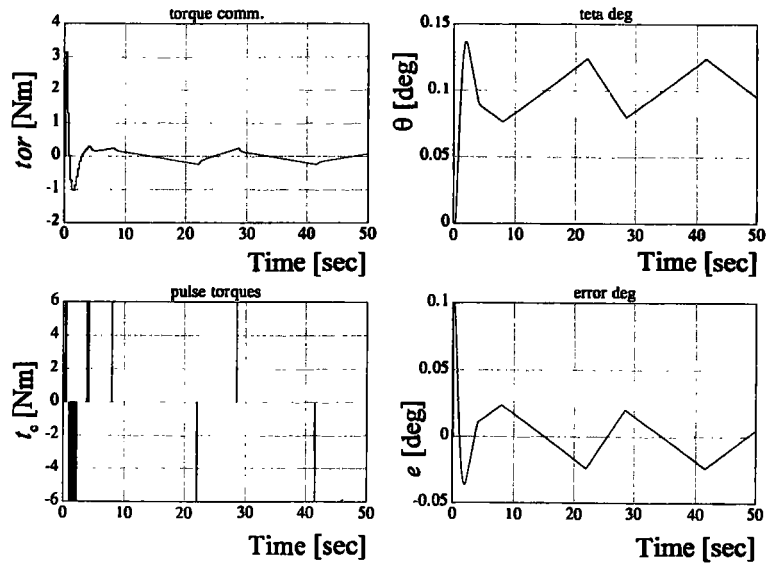 torque comm.
4
3
2
1
0
-1
-2
tor [Nm]
0 10 20 30 40 50
Time [sec]
teta deg
0.15
0.1
0.05
0
θ [deg]
0 10 20 30 40 50
Time [sec]
pulse torques
6
4
2
0
-2
-4
-6
t_c [Nm]
0 10 20 30 40 50
Time [sec]
error deg
0.1
0.05
0
-0.05
e [deg]
0 10 20 30 40 50
Time [sec]